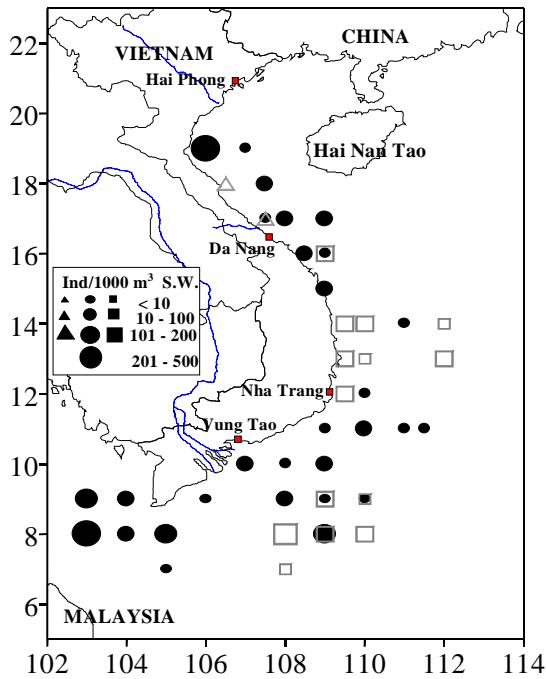 22
20
18
16
14
12
10
8
6
CHINA
VIETNAM
Hai Phong
Hai Nan Tao
Da Nang
Ind/1000 m³ S.W.
< 10
10 - 100
101 - 200
201 - 500
Nha Trang
Vung Tao
MALAYSIA
102 104 106 108 110 112 114